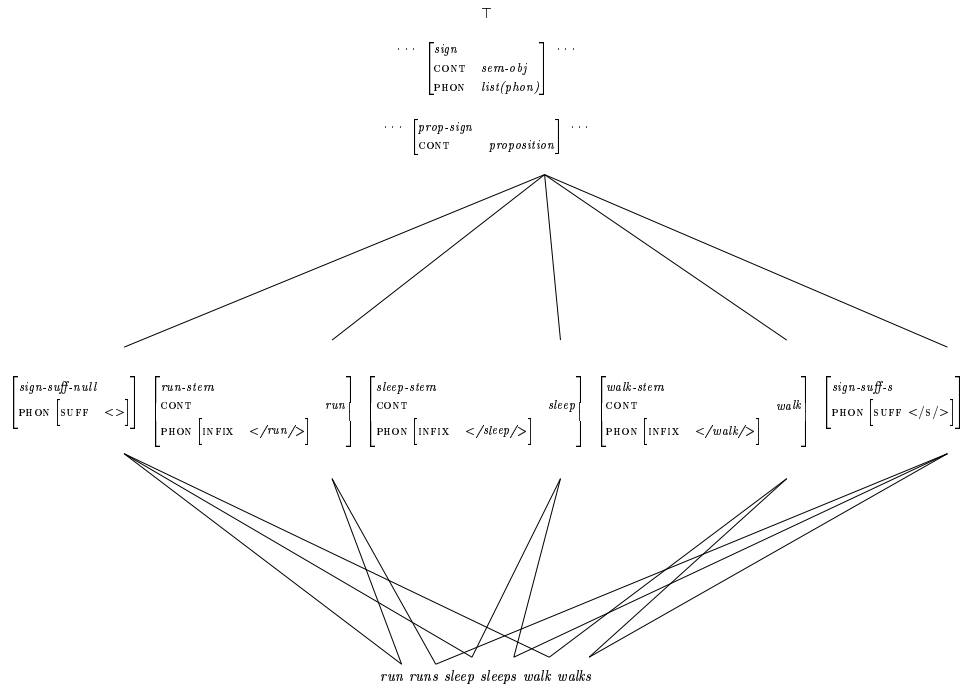 ⊤
··· sign ···
CONT sem-obj
PHON list(phon)
··· prop-sign ···
CONT proposition
sign-suff-null
PHON [SUFF <>]
run-stem
CONT run
PHON [INFIX </run/>]
sleep-stem
CONT sleep
PHON [INFIX </sleep/>]
walk-stem
CONT walk
PHON [INFIX </walk/>]
sign-suff-s
PHON [SUFF </s/>]
run runs sleep sleeps walk walks